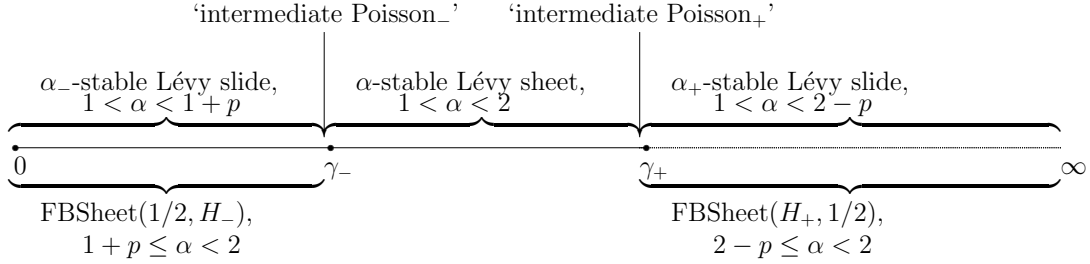 ‘intermediate Poisson₋’ ‘intermediate Poisson₊’
α₋-stable Lévy slide, α-stable Lévy sheet, α₊-stable Lévy slide,
1 < α < 1 + p 1 < α < 2 1 < α < 2 − p
0 γ₋ γ₊ ∞
FBSheet(1/2, H₋), FBSheet(H₊, 1/2),
1 + p ≤ α < 2 2 − p ≤ α < 2